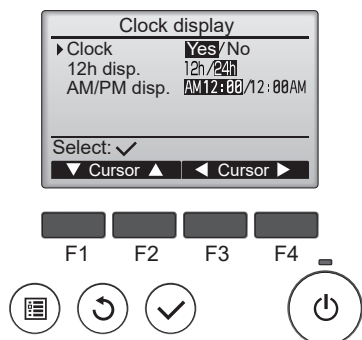 Clock display
Clock Yes/No
12h disp. 12h/24h
AM/PM disp. AM12:00/12:00AM
Select:
Cursor Cursor
F1 F2 F3 F4